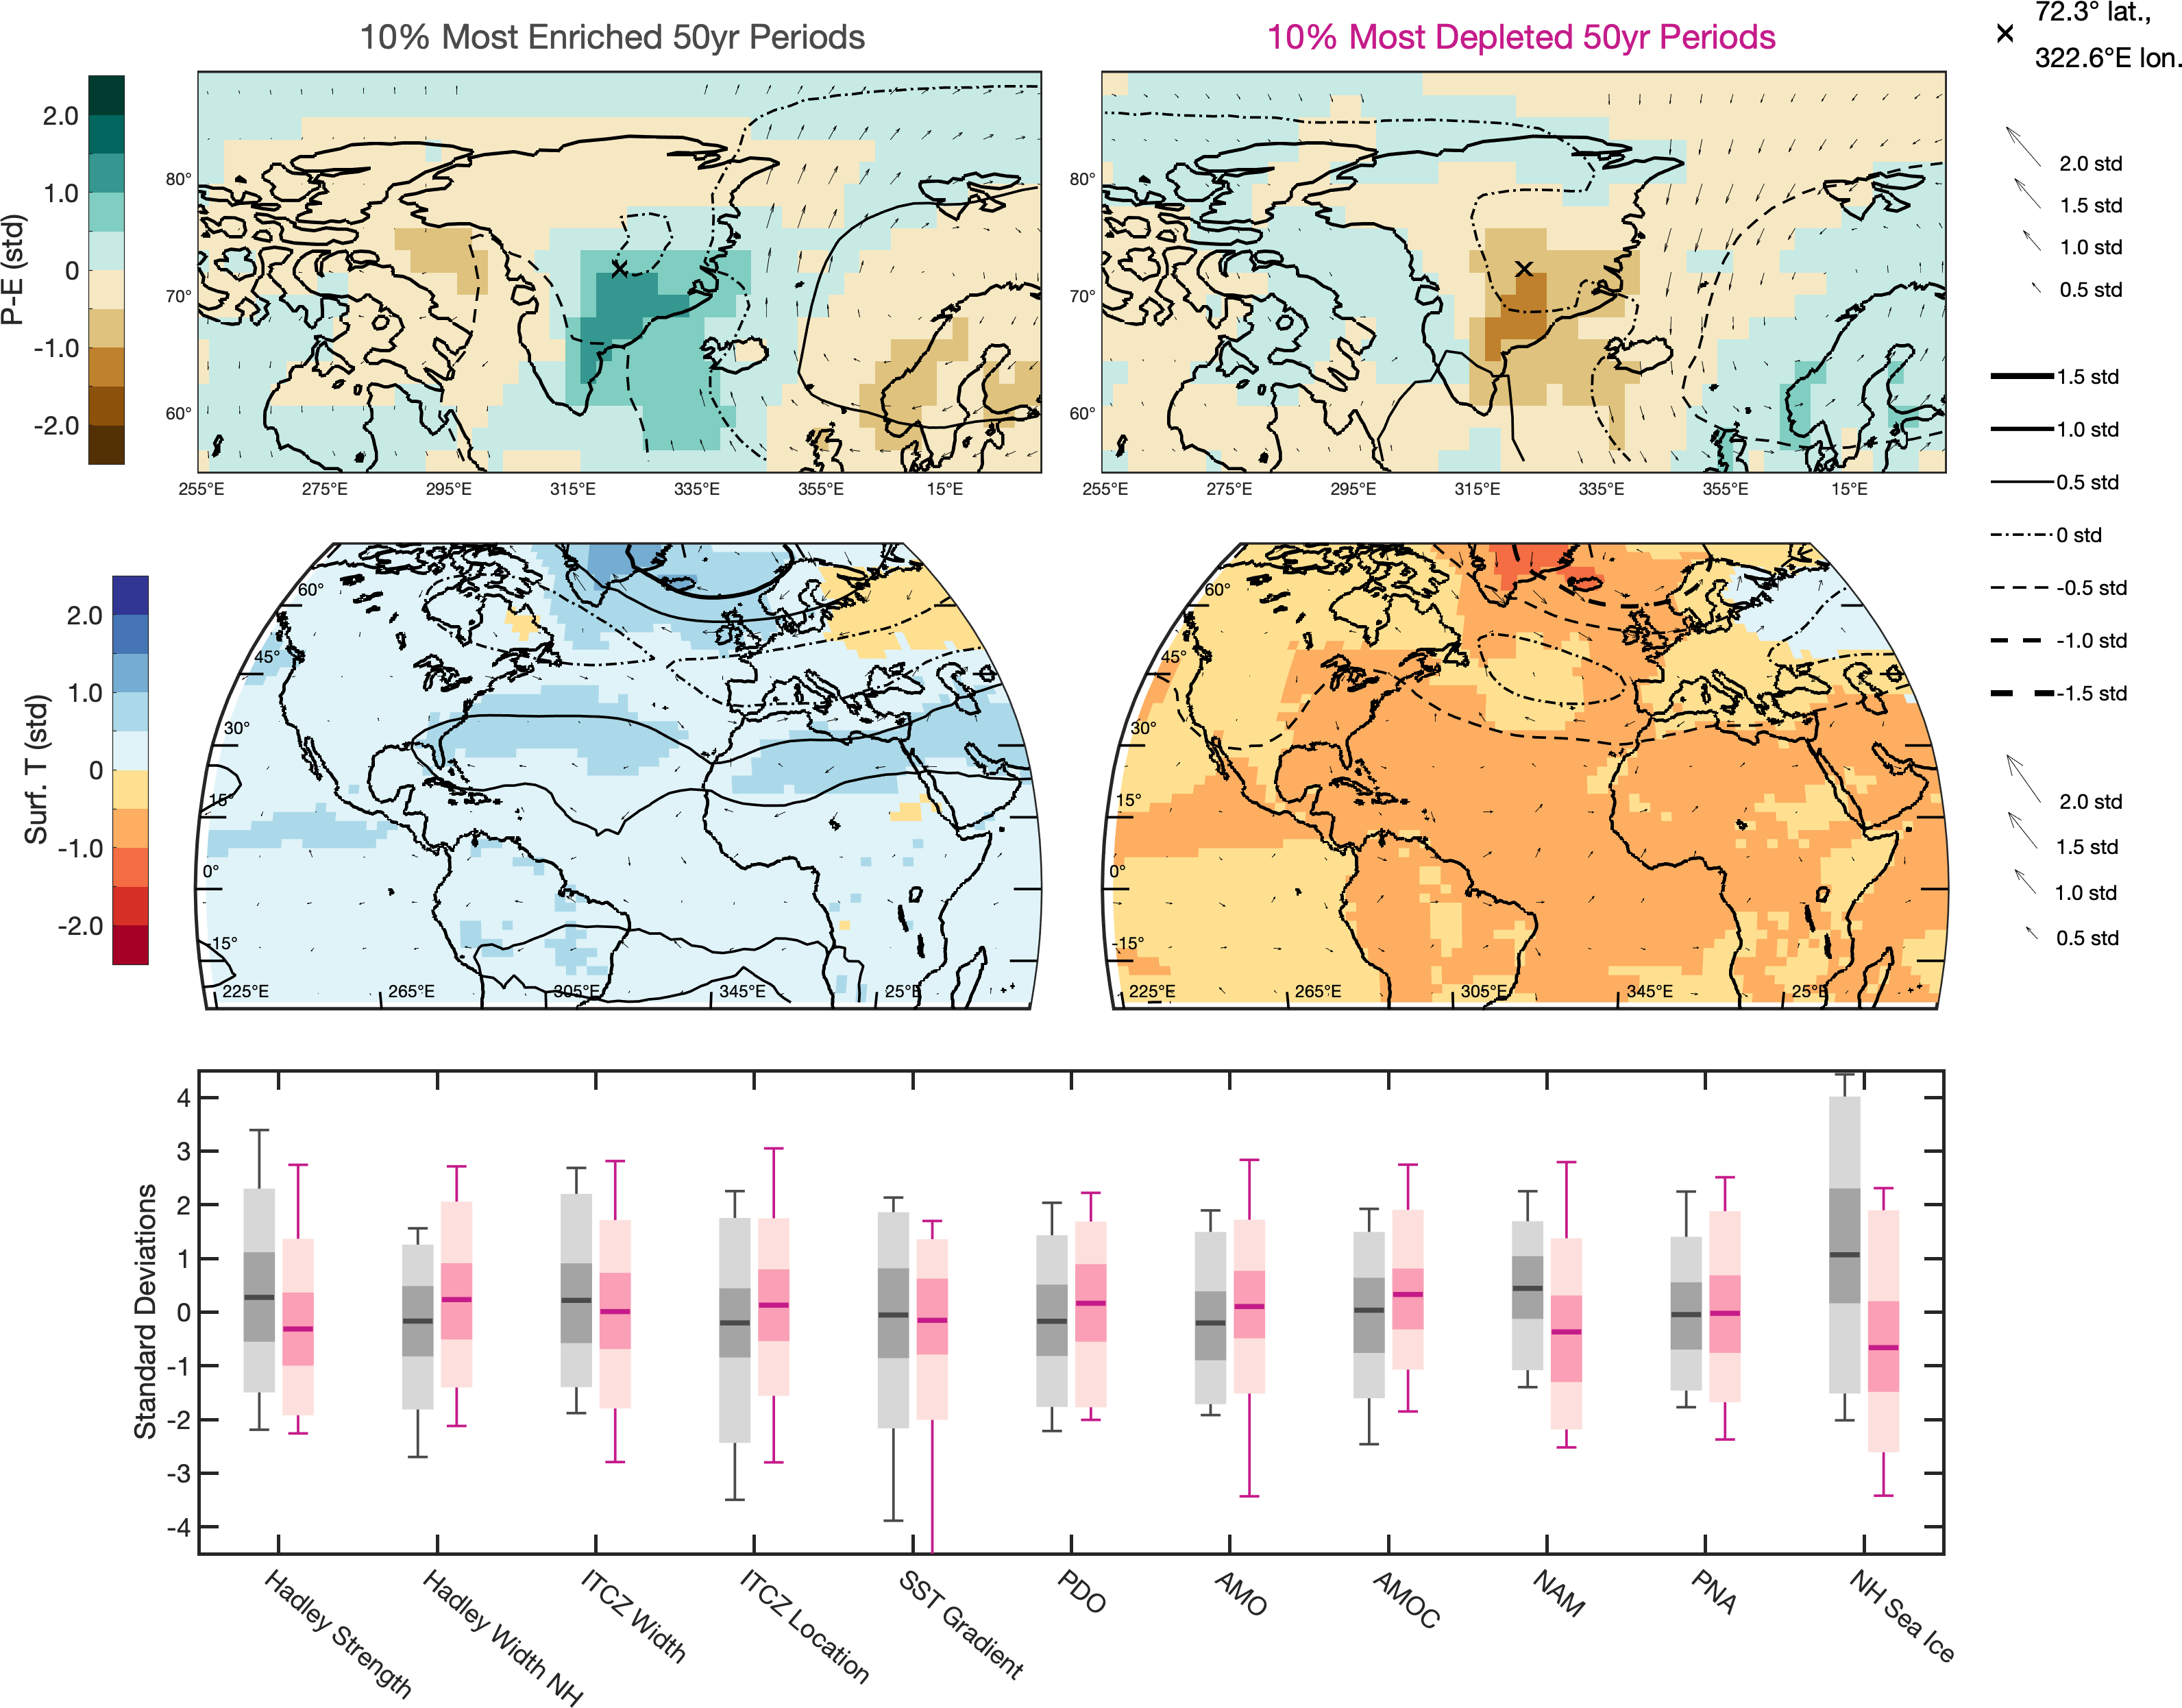 10% Most Enriched 50yr Periods
10% Most Depleted 50yr Periods
72.3° lat.,
322.6°E lon.
P-E (std)
2.0
1.0
0
-1.0
-2.0
80°
70°
60°
255°E
275°E
295°E
315°E
335°E
355°E
15°E
80°
70°
60°
255°E
275°E
295°E
315°E
335°E
355°E
15°E
2.0 std
1.5 std
1.0 std
0.5 std
1.5 std
1.0 std
0.5 std
0 std
-0.5 std
-1.0 std
-1.5 std
2.0 std
1.5 std
1.0 std
0.5 std
Surf. T (std)
2.0
1.0
0
-1.0
-2.0
60°
45°
30°
15°
0°
-15°
225°E
265°E
305°E
345°E
25°E
60°
45°
30°
15°
0°
-15°
225°E
265°E
305°E
345°E
25°E
Standard Deviations
4
3
2
1
0
-1
-2
-3
-4
Hadley Strength
Hadley Width NH
ITCZ Width
ITCZ Location
SST Gradient
PDO
AMO
AMOC
NAM
PNA
NH Sea Ice